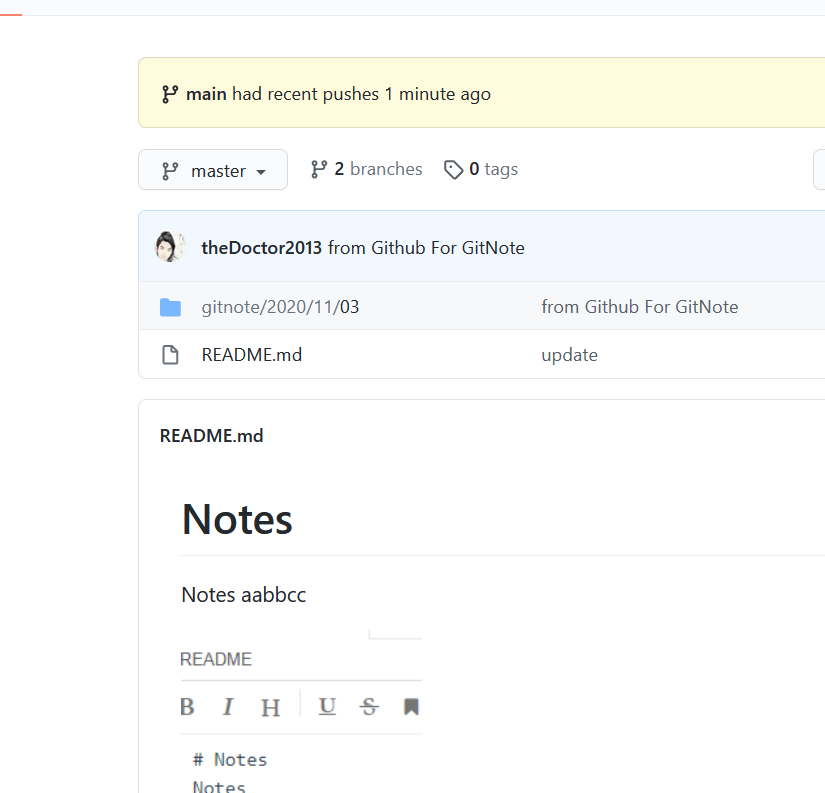 main had recent pushes 1 minute ago
master 2 branches 0 tags
theDoctor2013 from Github For GitNote
gitnote/2020/11/03 from Github For GitNote
README.md update
README.md
Notes
Notes aabbcc
README
B I H U S
# Notes
Notes